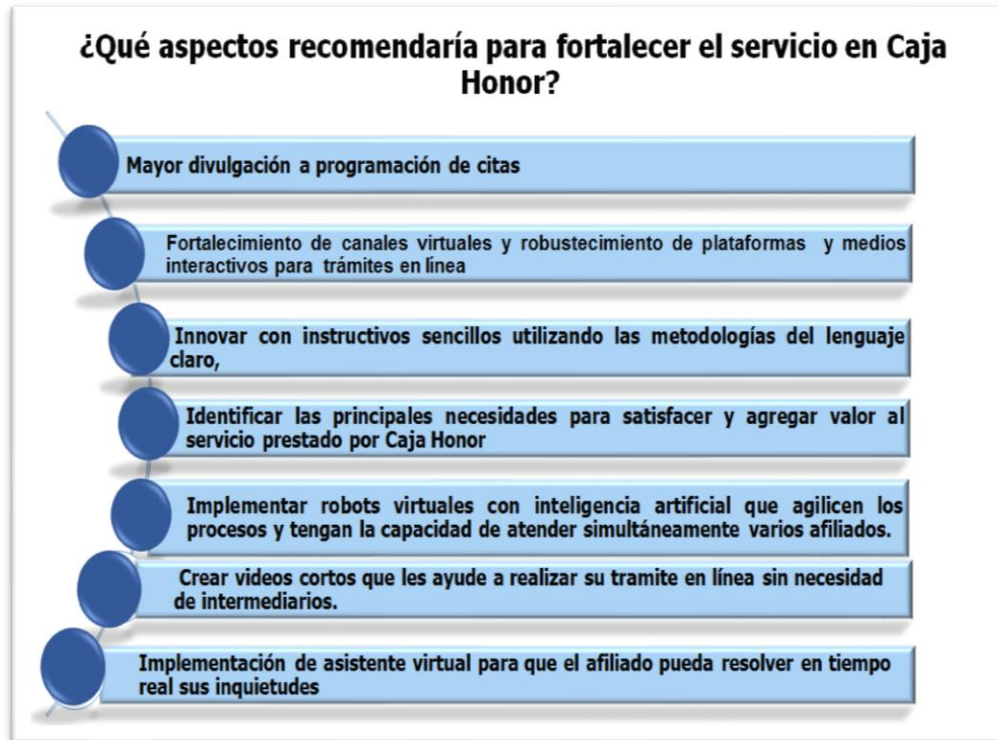 ¿Qué aspectos recomendaría para fortalecer el servicio en Caja
Honor?
Mayor divulgación a programación de citas
Fortalecimiento de canales virtuales y robustecimiento de plataformas y medios
interactivos para trámites en línea
Innovar con instructivos sencillos utilizando las metodologías del lenguaje
claro,
Identificar las principales necesidades para satisfacer y agregar valor al
servicio prestado por Caja Honor
Implementar robots virtuales con inteligencia artificial que agilicen los
procesos y tengan la capacidad de atender simultáneamente varios afiliados.
Crear videos cortos que les ayude a realizar su tramite en línea sin necesidad
de intermediarios.
Implementación de asistente virtual para que el afiliado pueda resolver en tiempo
real sus inquietudes